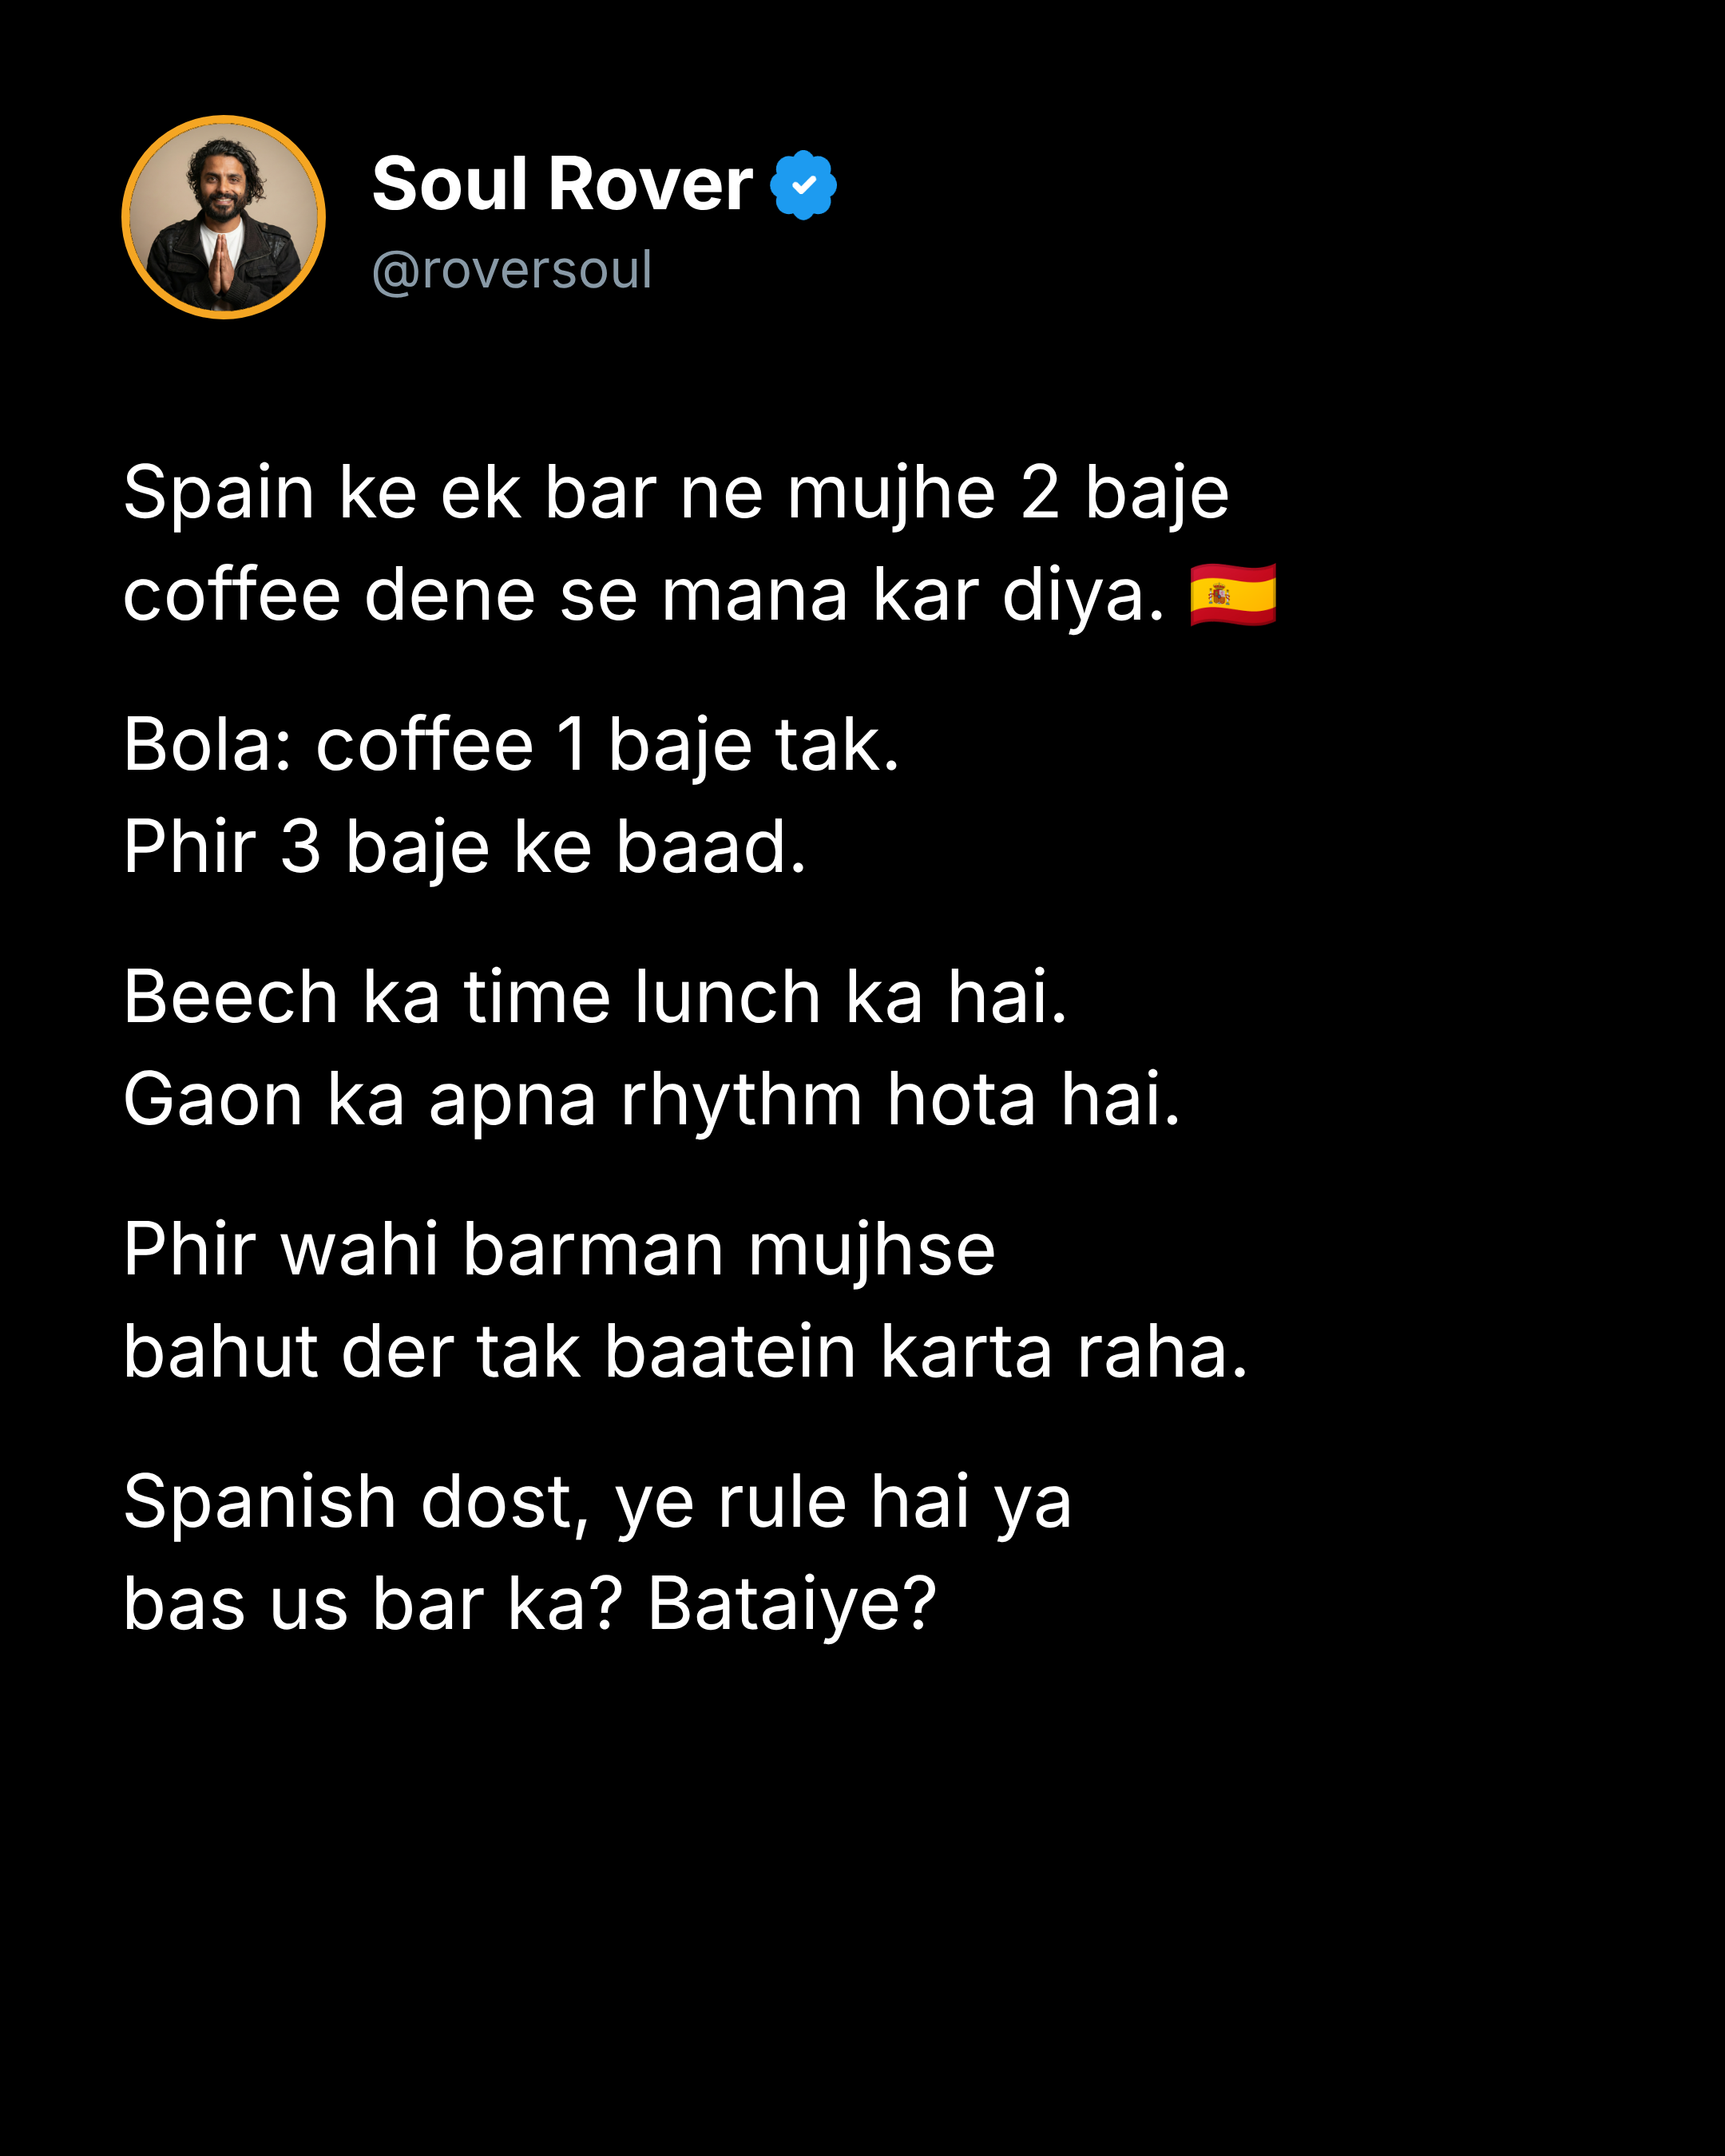 Soul Rover
@roversoul
Spain ke ek bar ne mujhe 2 baje
coffee dene se mana kar diya. 🇪🇸
Bola: coffee 1 baje tak.
Phir 3 baje ke baad.
Beech ka time lunch ka hai.
Gaon ka apna rhythm hota hai.
Phir wahi barman mujhse
bahut der tak baatein karta raha.
Spanish dost, ye rule hai ya
bas us bar ka? Bataiye?